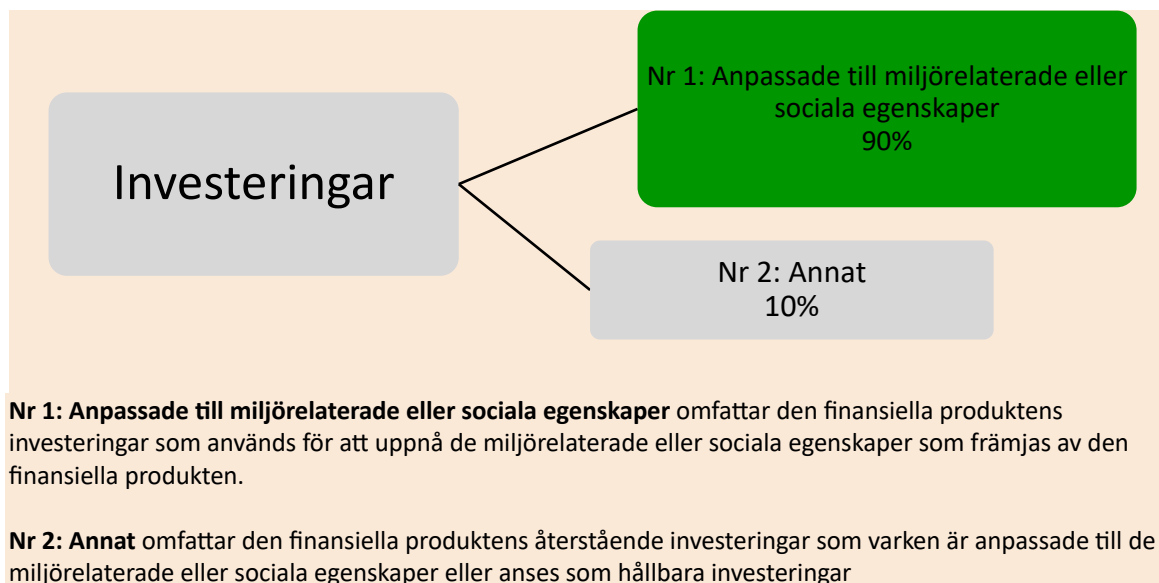 Nr 1: Anpassade till miljörelaterade eller
sociala egenskaper
90%
Investeringar
Nr 2: Annat
10%
Nr 1: Anpassade till miljörelaterade eller sociala egenskaper omfattar den finansiella produktens
investeringar som används för att uppnå de miljörelaterade eller sociala egenskaper som främjas av den
finansiella produkten.
Nr 2: Annat omfattar den finansiella produktens återstående investeringar som varken är anpassade till de
miljörelaterade eller sociala egenskaper eller anses som hållbara investeringar